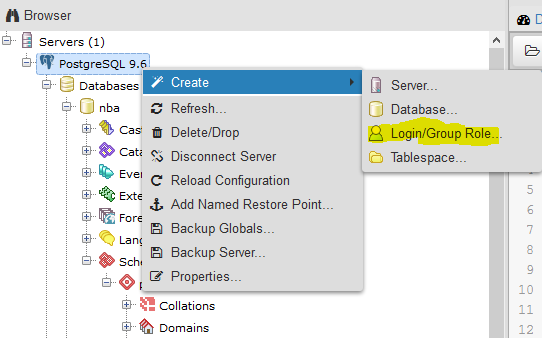 Browser
Servers (1)
PostgreSQL 9.6
Databases
nba
Cas
Cata
Even
Exte
Fore
Lang
Sche
Collations
Domains
Create
Refresh...
Delete/Drop
Disconnect Server
Reload Configuration
Add Named Restore Point...
Backup Globals...
Backup Server...
Properties...
Server...
Database...
Login/Group Role...
Tablespace...
D
5
6
7
8
9
10
11
12